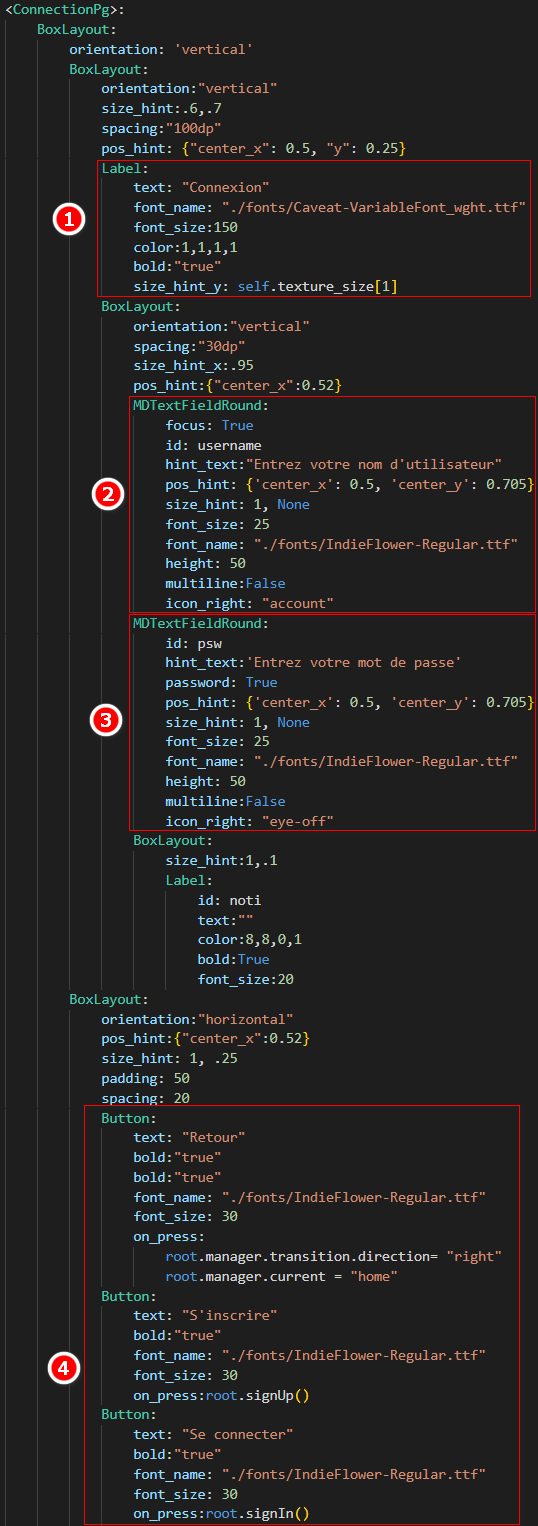 <ConnectionPg>:
    BoxLayout:
        orientation: 'vertical'
        BoxLayout:
            orientation:"vertical"
            size_hint:.6,.7
            spacing:"100dp"
            pos_hint: {"center_x": 0.5, "y": 0.25}
            Label:
                text: "Connexion"
1               font_name: "./fonts/Caveat-VariableFont_wght.ttf"
                font_size:150
                color:1,1,1,1
                bold:"true"
                size_hint_y: self.texture_size[1]
            BoxLayout:
                orientation:"vertical"
                spacing:"30dp"
                size_hint_x:.95
                pos_hint:{"center_x":0.52}
                MDTextFieldRound:
                    focus: True
                    id: username
                    hint_text:"Entrez votre nom d'utilisateur"
2                   pos_hint: {'center_x': 0.5, 'center_y': 0.705}
                    size_hint: 1, None
                    font_size: 25
                    font_name: "./fonts/IndieFlower-Regular.ttf"
                    height: 50
                    multiline:False
                    icon_right: "account"
                MDTextFieldRound:
                    id: psw
                    hint_text:'Entrez votre mot de passe'
                    password: True
                    pos_hint: {'center_x': 0.5, 'center_y': 0.705}
3                   size_hint: 1, None
                    font_size: 25
                    font_name: "./fonts/IndieFlower-Regular.ttf"
                    height: 50
                    multiline:False
                    icon_right: "eye-off"
                BoxLayout:
                    size_hint:1,.1
                    Label:
                        id: noti
                        text:""
                        color:8,8,0,1
                        bold:True
                        font_size:20
        BoxLayout:
            orientation:"horizontal"
            pos_hint:{"center_x":0.52}
            size_hint: 1, .25
            padding: 50
            spacing: 20
            Button:
                text: "Retour"
                bold:"true"
                bold:"true"
                font_name: "./fonts/IndieFlower-Regular.ttf"
                font_size: 30
                on_press:
                    root.manager.transition.direction= "right"
                    root.manager.current = "home"
            Button:
                text: "S'inscrire"
                bold:"true"
                font_name: "./fonts/IndieFlower-Regular.ttf"
4               font_size: 30
                on_press:root.signUp()
            Button:
                text: "Se connecter"
                bold:"true"
                font_name: "./fonts/IndieFlower-Regular.ttf"
                font_size: 30
                on_press:root.signIn()